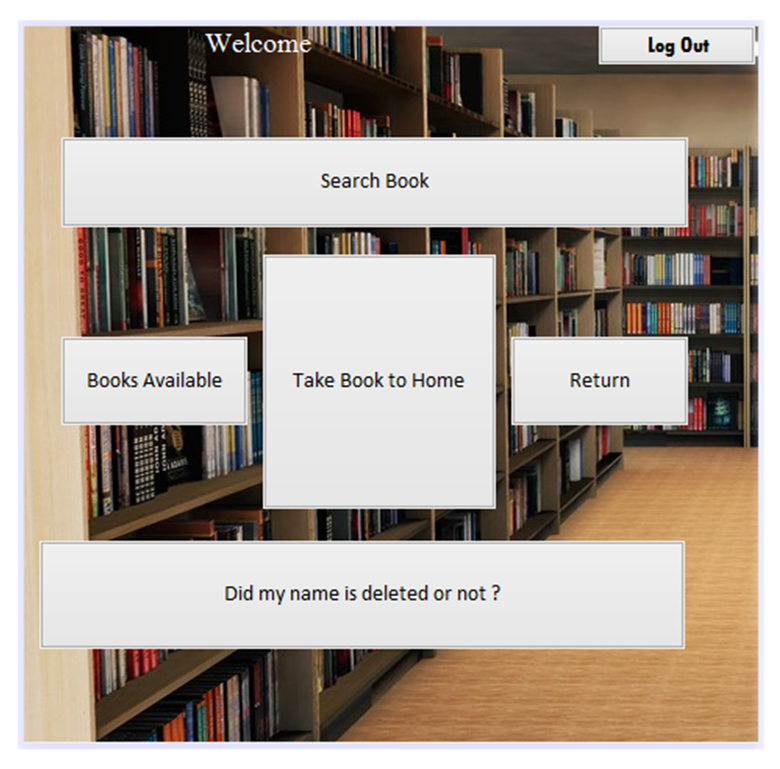 Welcome
Log Out
Search Book
Books Available
Take Book to Home
Return
Did my name is deleted or not ?